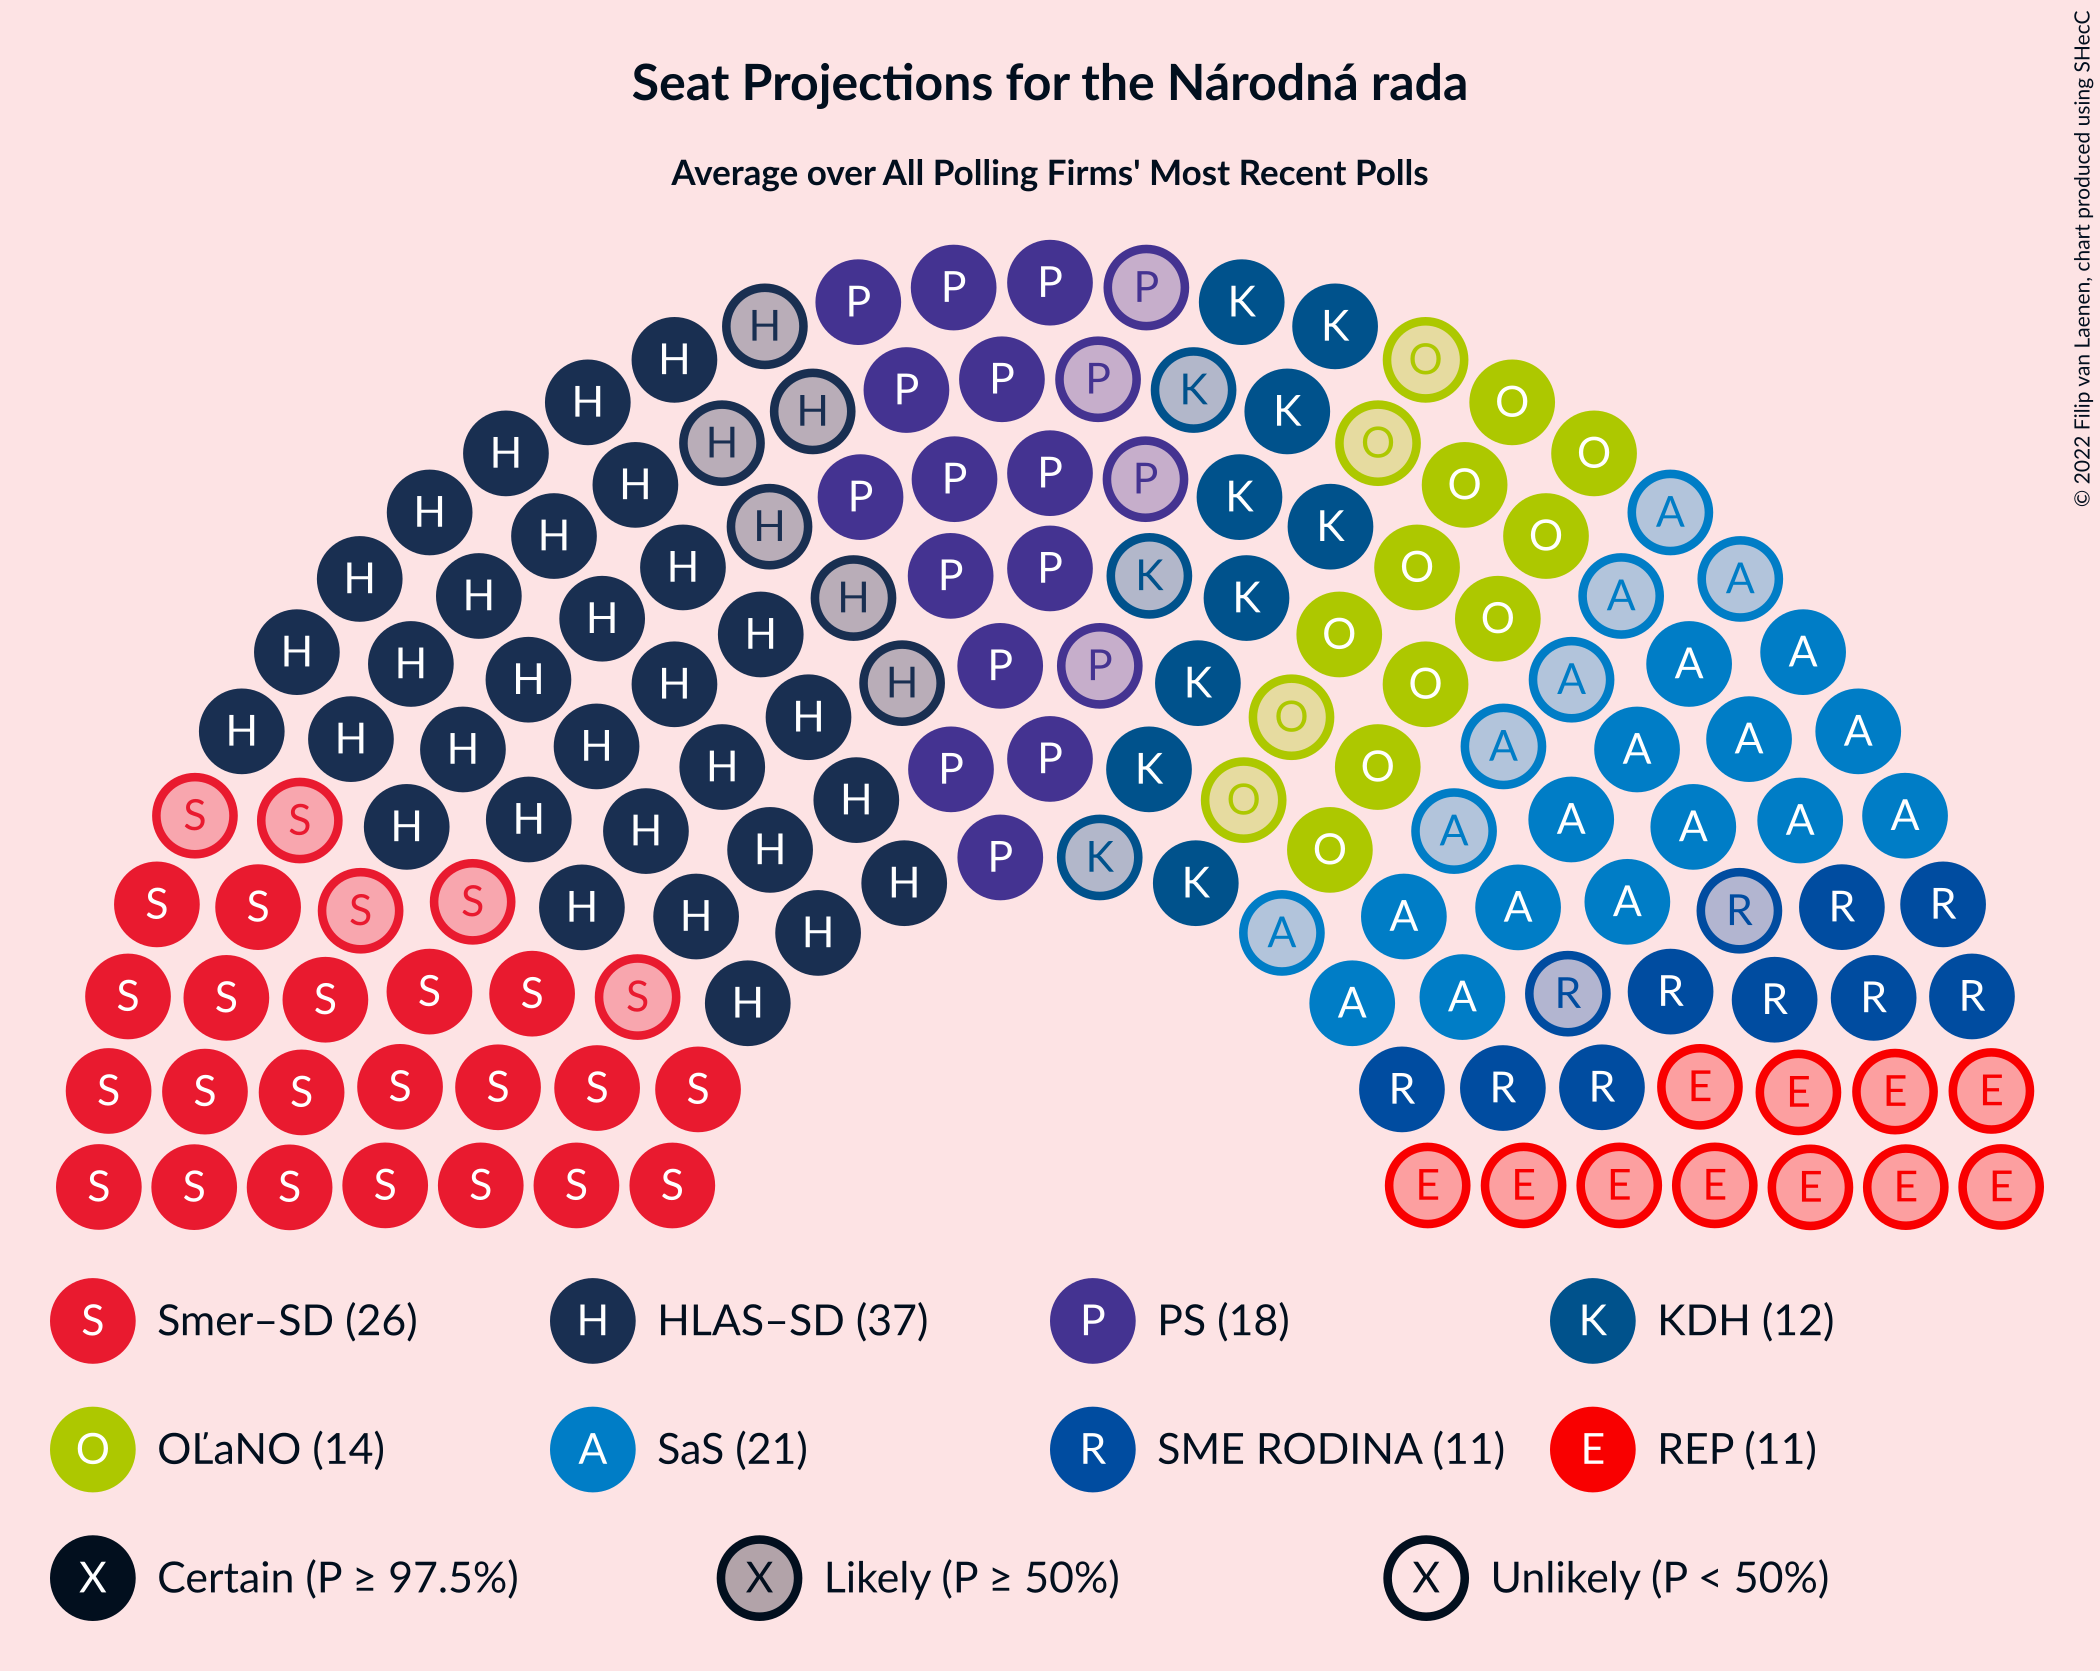 Seat Projections for the Národná rada
Average over All Polling Firms' Most Recent Polls
© 2022 Filip van Laenen, chart produced using SHecC
H P P P P K K
H H P P P K K O O
H H H P P P P K K O O O
H H H H P P K K O O O A
H H H H H P P K O O O A A
H H H H H H P P K O O A A A
H H H H H H P K K O O A A A A
S S H H H H H A A A A A A
S S S S H H H A A A A R R R
S S S S S S H A A R R R R R
S S S S S S S R R R E E E E
S S S S S S S E E E E E E E
S Smer–SD (26) H HLAS–SD (37) P PS (18) K KDH (12)
O OĽaNO (14) A SaS (21) R SME RODINA (11) E REP (11)
X Certain (P ≥ 97.5%) X Likely (P ≥ 50%) X Unlikely (P < 50%)